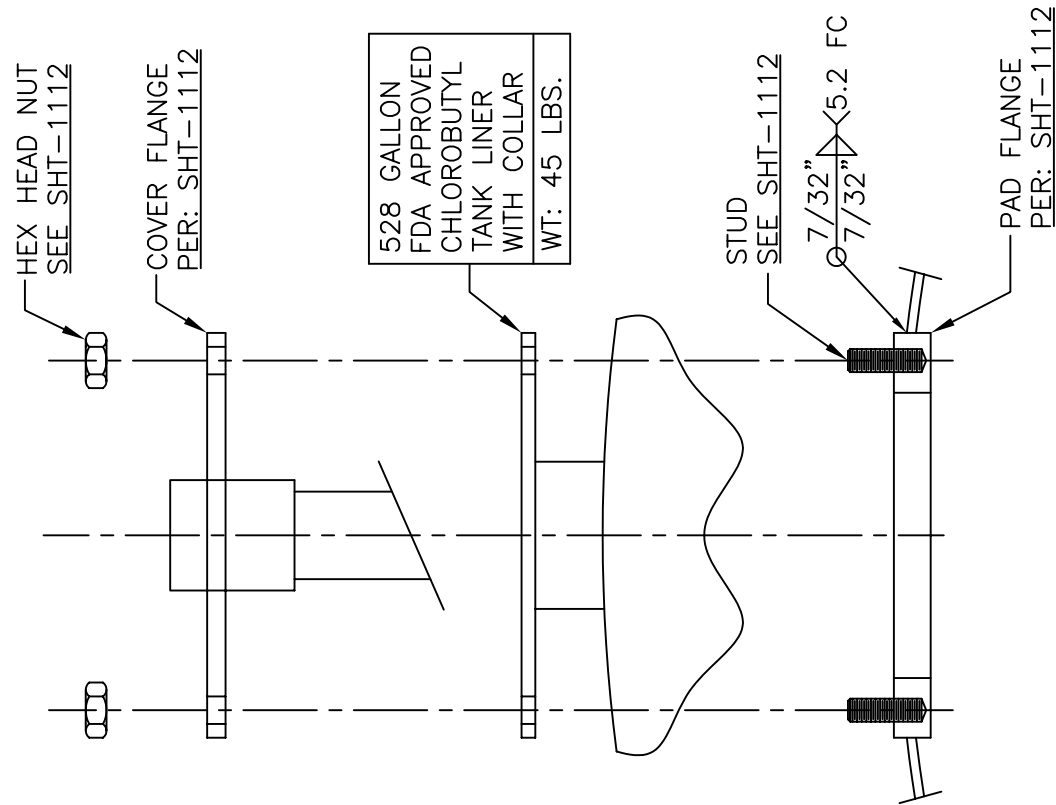 HEX HEAD NUT
SEE SHT-1112
COVER FLANGE
PER: SHT-1112
528 GALLON
FDA APPROVED
CHLOROBUTYL
TANK LINER
WITH COLLAR
WT: 45 LBS.
STUD
SEE SHT-1112
7/32"
7/32"
5.2 FC
PAD FLANGE
PER: SHT-1112